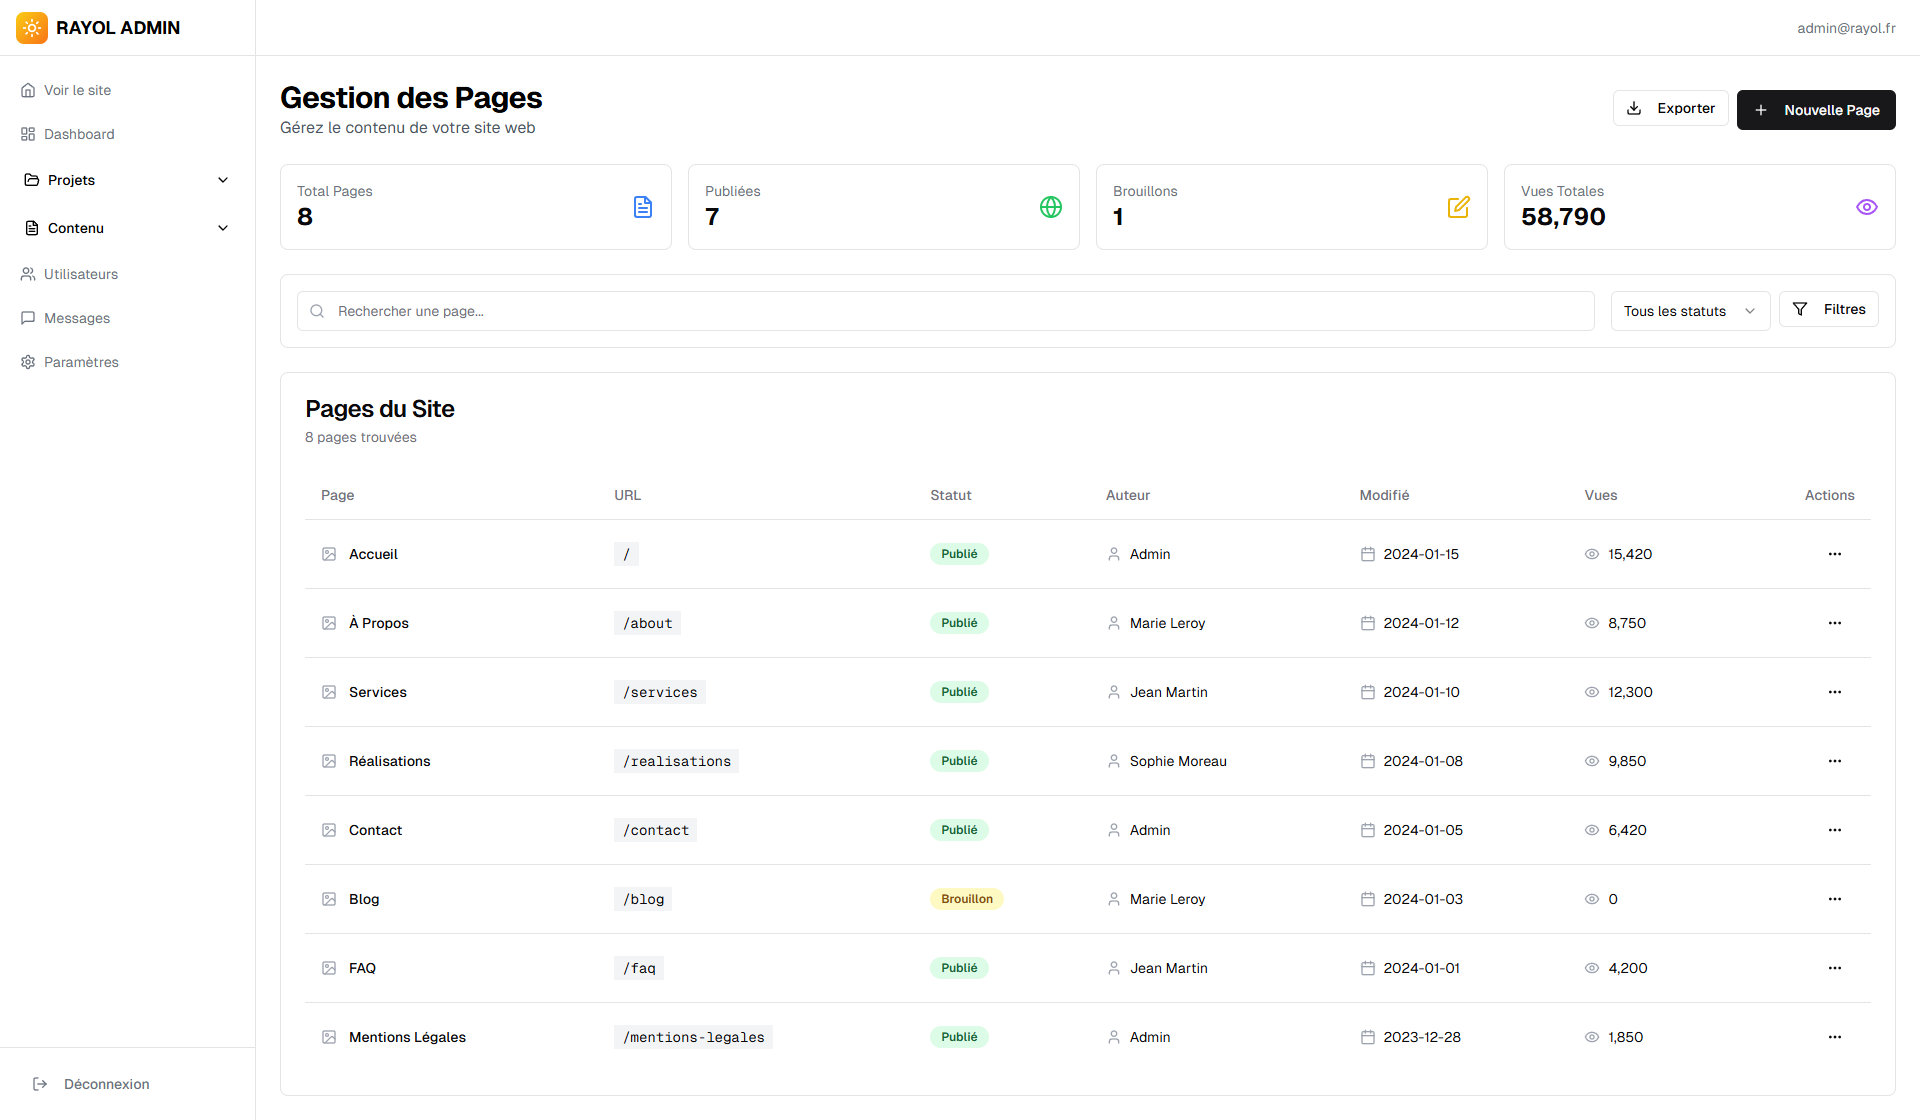 RAYOL ADMIN
admin@rayol.fr
Voir le site
Dashboard
Projets
Contenu
Utilisateurs
Messages
Paramètres
Déconnexion
Gestion des Pages
Gérez le contenu de votre site web
Exporter
Nouvelle Page
Total Pages
8
Publiées
7
Brouillons
1
Vues Totales
58,790
Rechercher une page...
Tous les statuts
Filtres
Pages du Site
8 pages trouvées
Page URL Statut Auteur Modifié Vues Actions
Accueil / Publié Admin 2024-01-15 15,420
À Propos /about Publié Marie Leroy 2024-01-12 8,750
Services /services Publié Jean Martin 2024-01-10 12,300
Réalisations /realisations Publié Sophie Moreau 2024-01-08 9,850
Contact /contact Publié Admin 2024-01-05 6,420
Blog /blog Brouillon Marie Leroy 2024-01-03 0
FAQ /faq Publié Jean Martin 2024-01-01 4,200
Mentions Légales /mentions-legales Publié Admin 2023-12-28 1,850